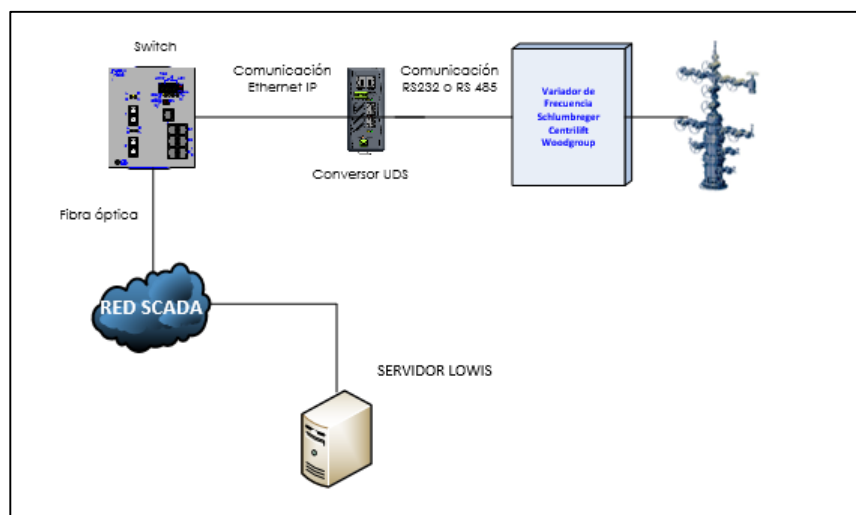 Switch
Comunicación
Ethernet IP
Comunicación
RS232 o RS 485
Variador de
Frecuencia
Schlumbreger
Centrilift
Woodgroup
Conversor UDS
Fibra óptica
RED SCADA
SERVIDOR LOWIS